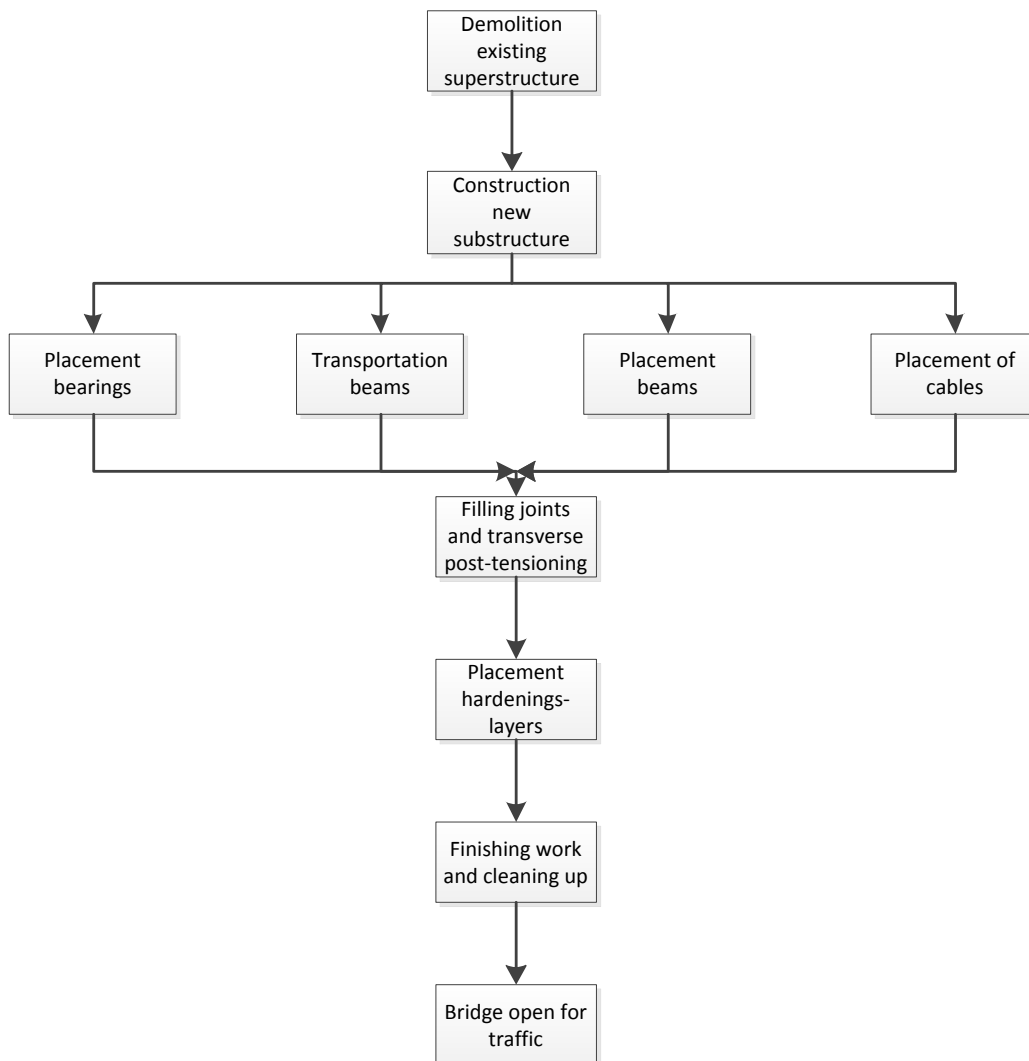 Demolition
existing
superstructure
Construction
new
substructure
Placement
bearings
Transportation
beams
Placement
beams
Placement of
cables
Filling joints
and transverse
post-tensioning
Placement
hardenings-
layers
Finishing work
and cleaning up
Bridge open for
traffic